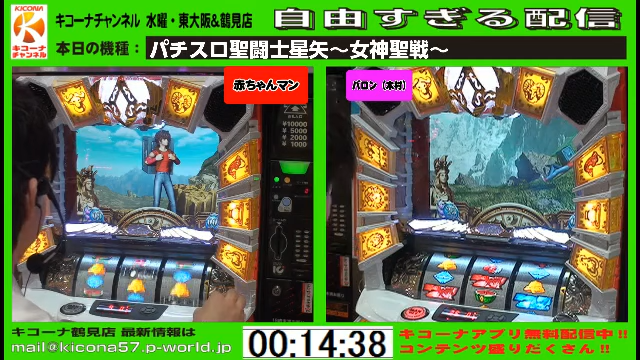 KICONA
キコーナ
チャンネル
キコーナチャンネル 水曜・東大阪&鶴見店
自由すぎる配信
本日の機種：
パチスロ聖闘士星矢～女神聖戦～
赤ちゃんマン
バロン（木村）
¥10000
5000
2000
1000
キコーナ鶴見店 最新情報は
mail@kicona57.p-world.jp
00:14:38
キコーナアプリ無料配信中!!
コンテンツ盛りだくさん!!